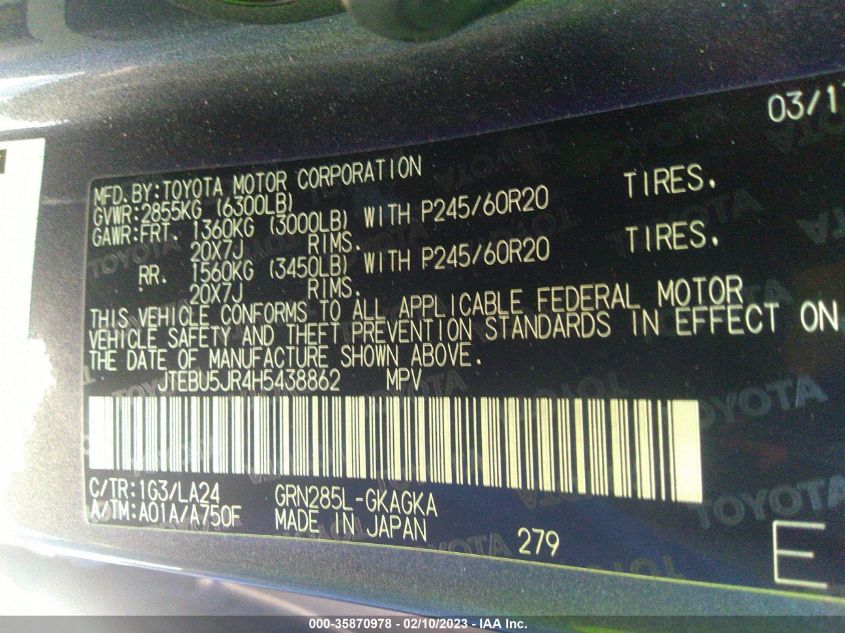 03/1
MFD.BY:TOYOTA MOTOR CORPORATION
GVWR:2855KG (6300LB)
GAWR:FRT. 1360KG (3000LB) WITH P245/60R20 TIRES.
20X7J RIMS.
RR. 1560KG (3450LB) WITH P245/60R20 TIRES.
20X7J RIMS.
THIS VEHICLE CONFORMS TO ALL APPLICABLE FEDERAL MOTOR
VEHICLE SAFETY AND THEFT PREVENTION STANDARDS IN EFFECT ON
THE DATE OF MANUFACTURE SHOWN ABOVE.
JTEBU5JR4H5438862 MPV
C/TR:1G3/LA24 GRN285L-GKAGKA
A/TM:A01A/A750F MADE IN JAPAN 279
E
TOYOTA
TOYOTA
TOYOTA
000-35870978 - 02/10/2023 - IAA Inc.